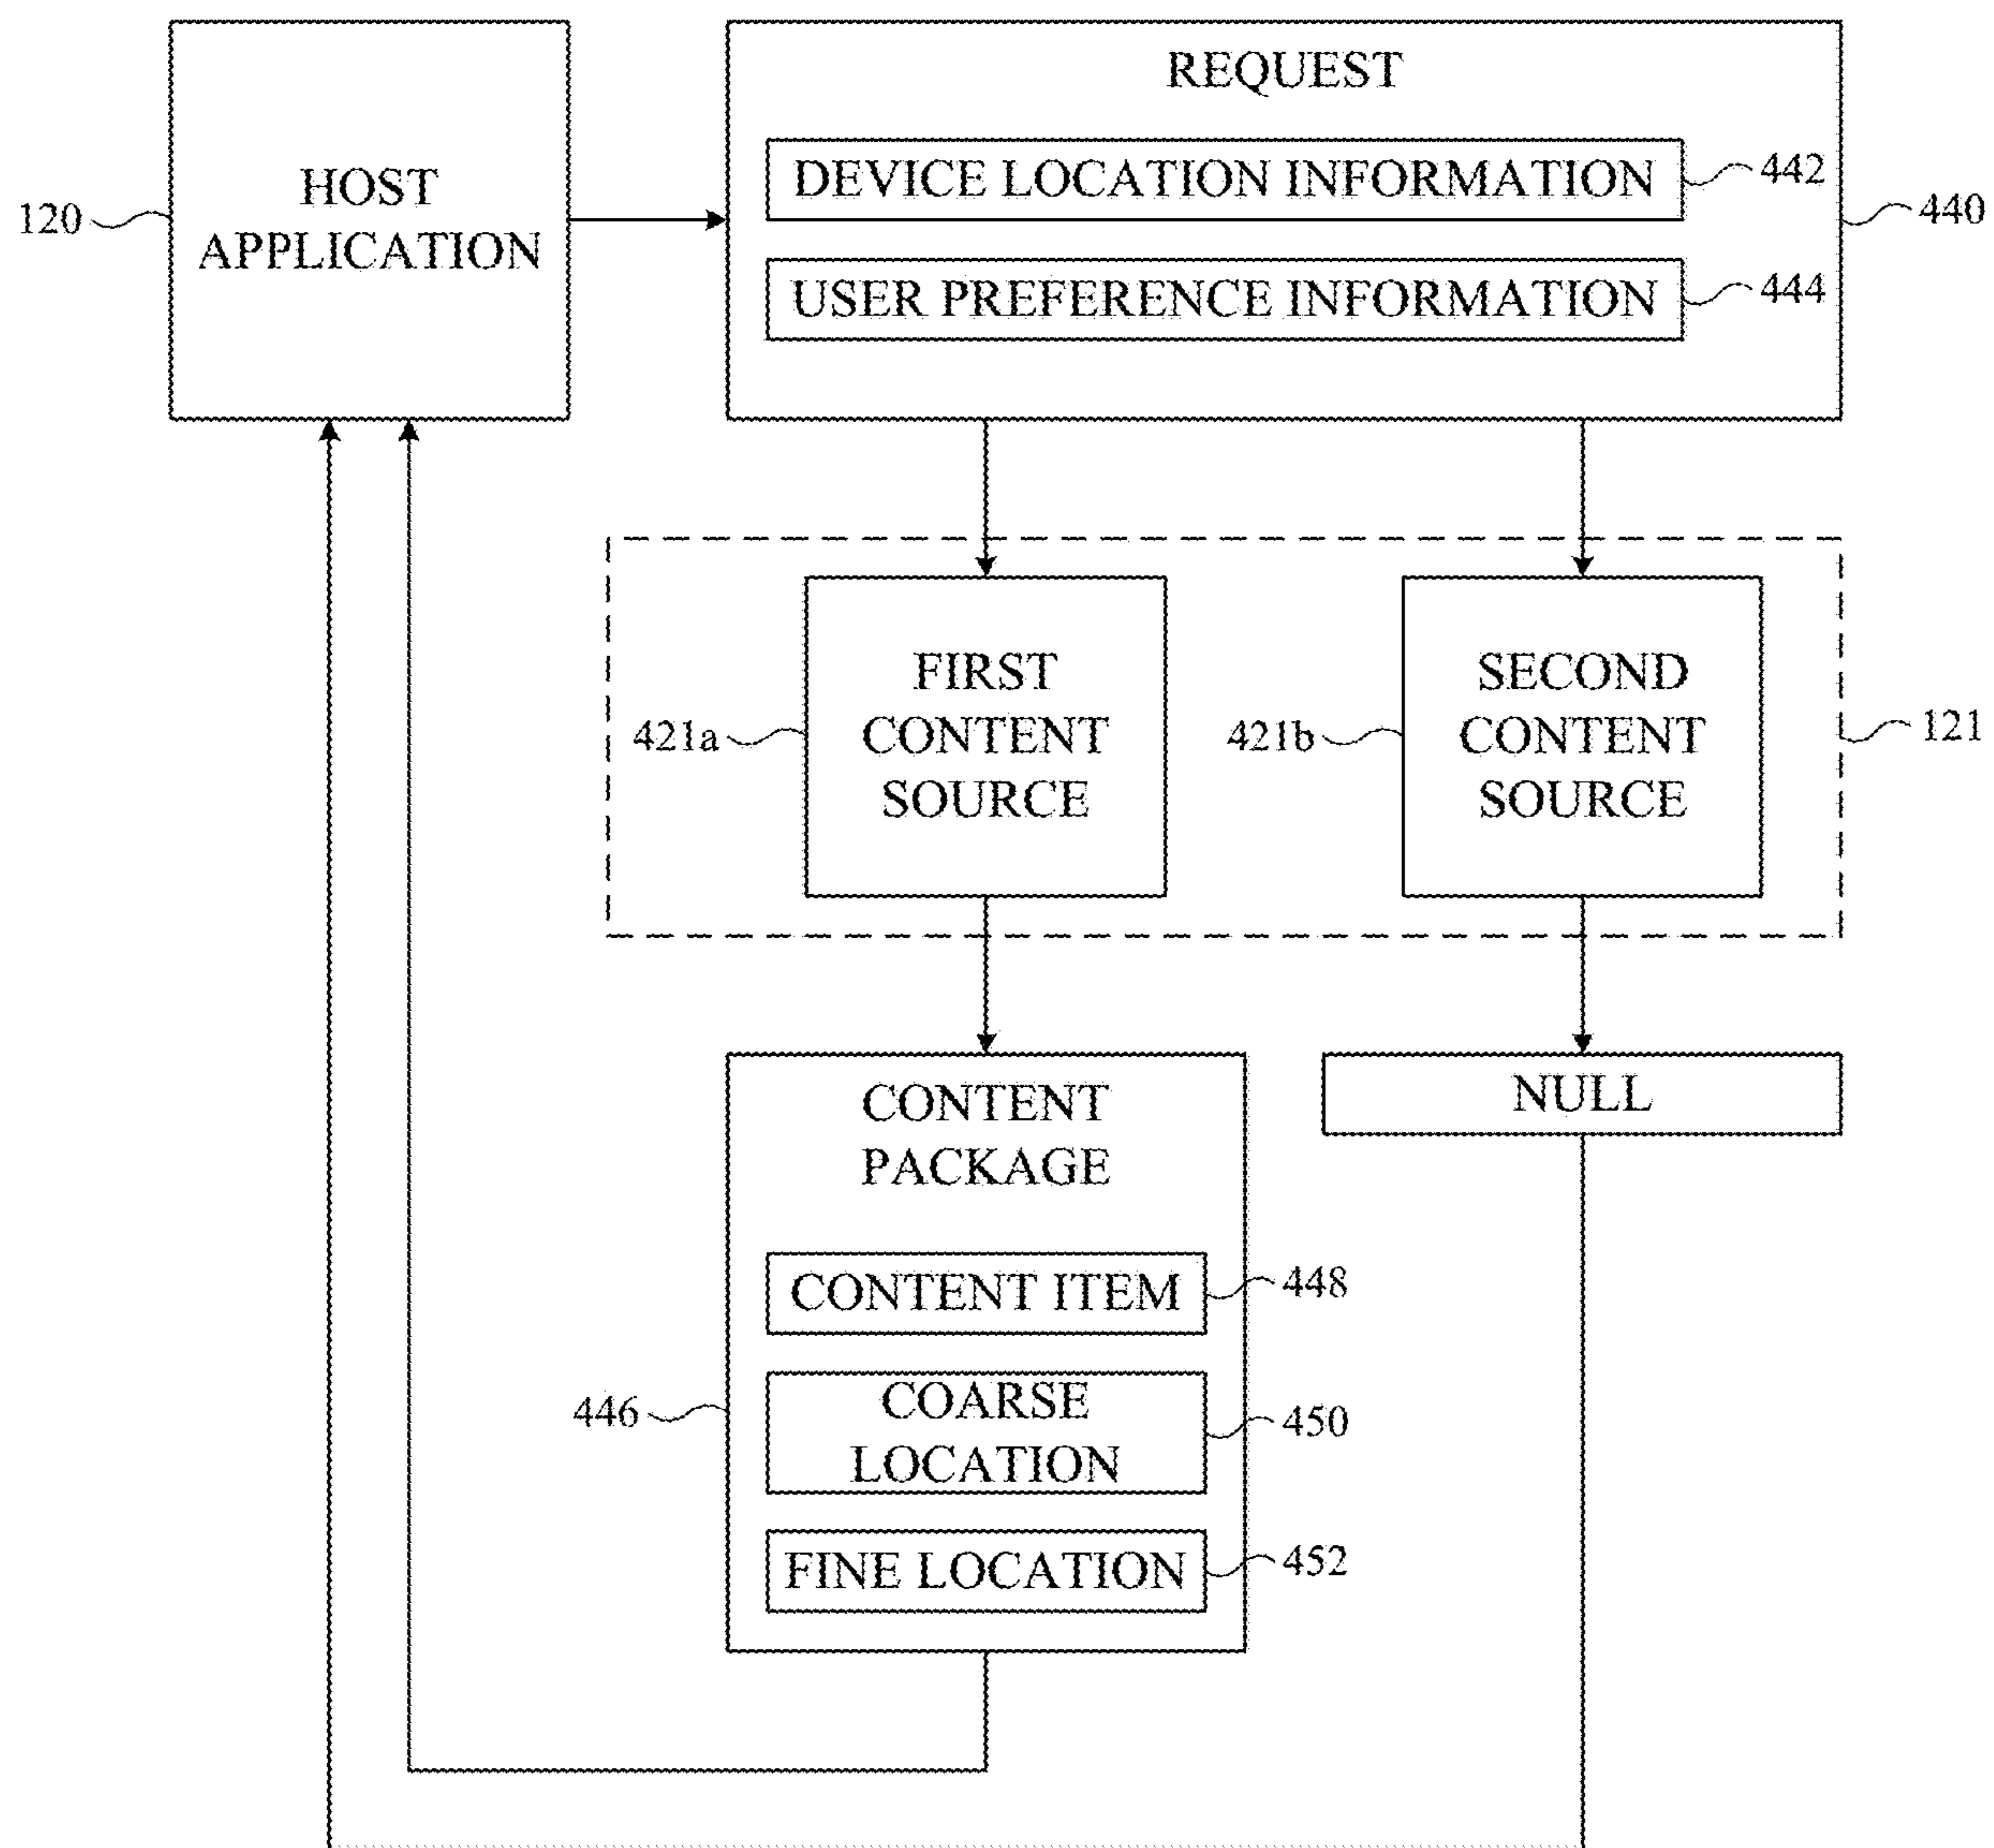 HOST
APPLICATION
120
REQUEST
DEVICE LOCATION INFORMATION
442
USER PREFERENCE INFORMATION
444
440
FIRST
CONTENT
SOURCE
421a
SECOND
CONTENT
SOURCE
421b
121
CONTENT
PACKAGE
CONTENT ITEM
448
COARSE
LOCATION
450
446
FINE LOCATION
452
NULL